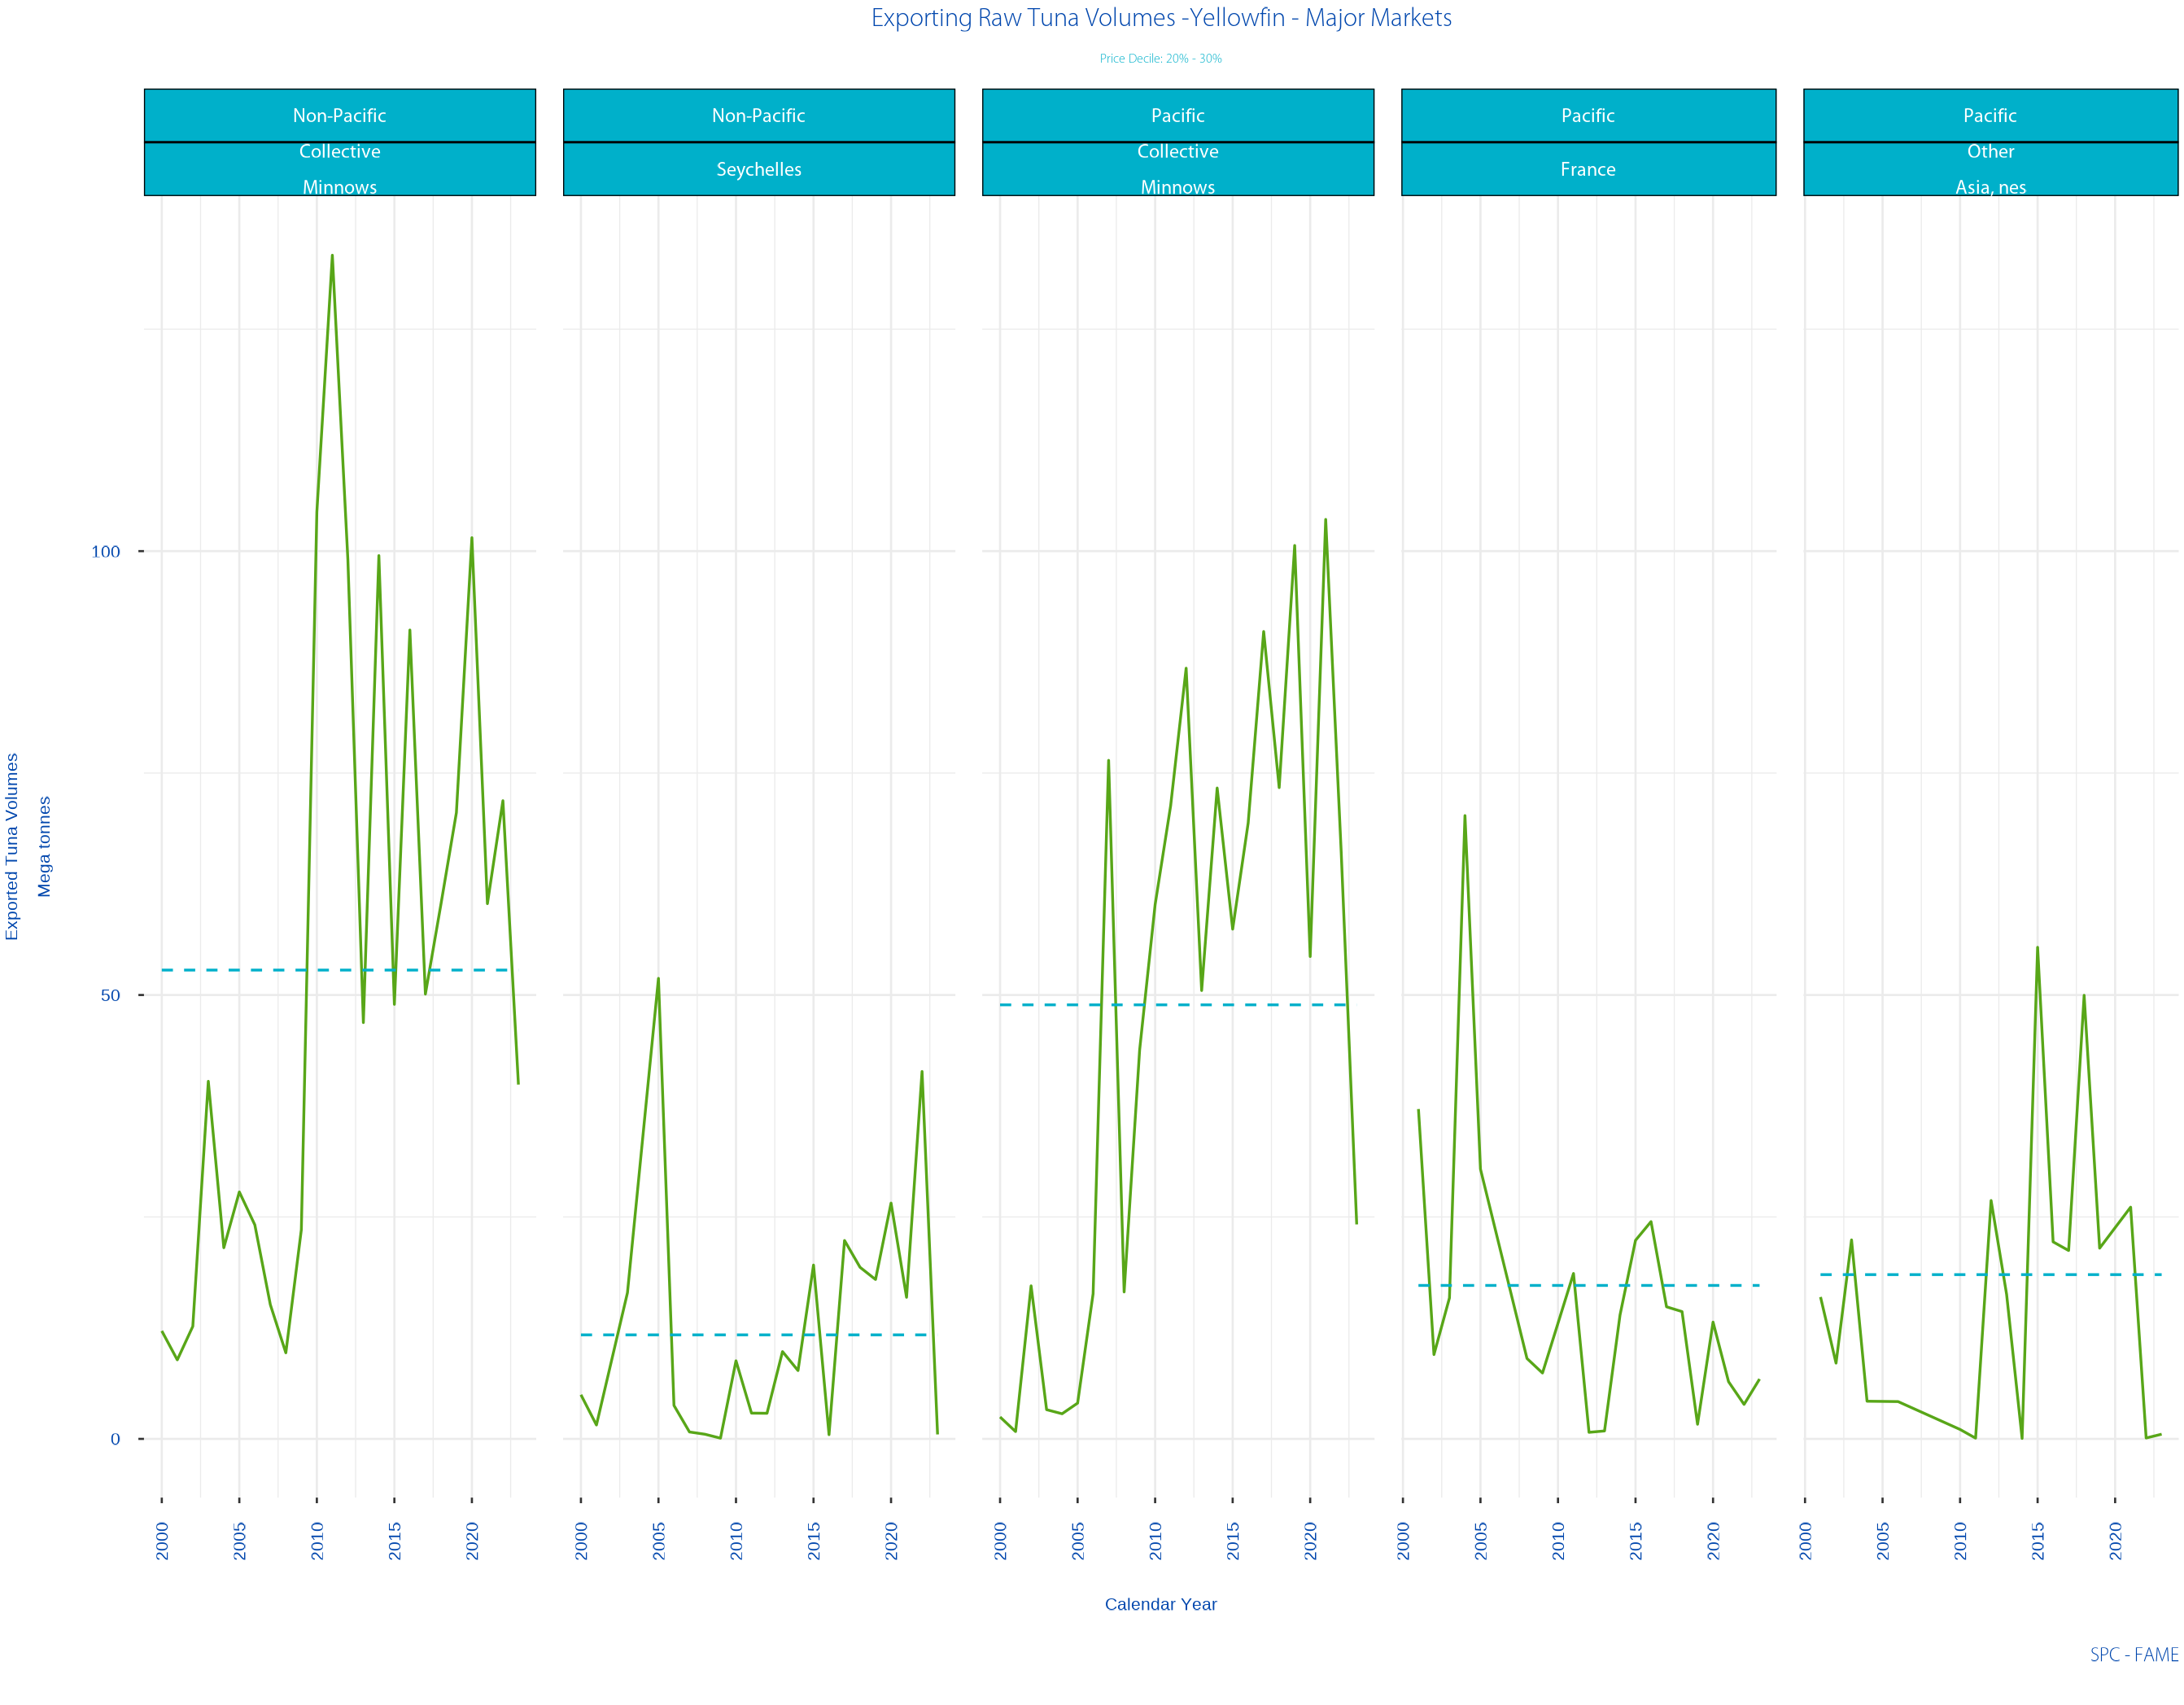 Exporting Raw Tuna Volumes -Yellowfin - Major Markets
Price Decile: 20% - 30%
Non-Pacific
Collective
Minnows
Non-Pacific
Seychelles
Pacific
Collective
Minnows
Pacific
France
Pacific
Other
Asia, nes
Exported Tuna Volumes
Mega tonnes
100
50
0
2000 2005 2010 2015 2020
2000 2005 2010 2015 2020
2000 2005 2010 2015 2020
2000 2005 2010 2015 2020
2000 2005 2010 2015 2020
Calendar Year
SPC - FAME